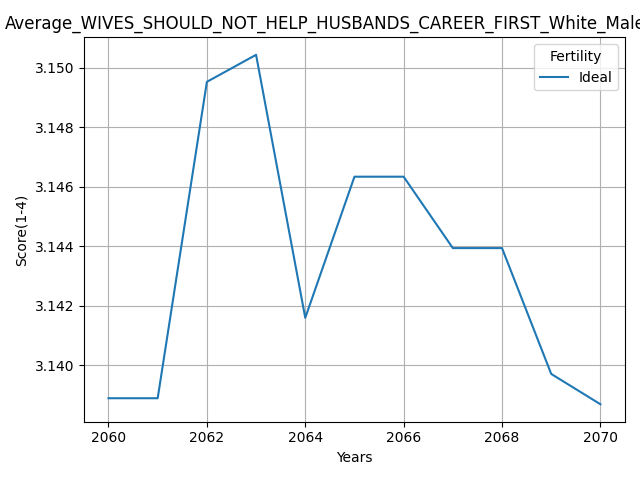 Average_WIVES_SHOULD_NOT_HELP_HUSBANDS_CAREER_FIRST_White_Male
Fertility
Ideal
3.150
3.148
3.146
3.144
3.142
3.140
Score(1-4)
2060 2062 2064 2066 2068 2070
Years